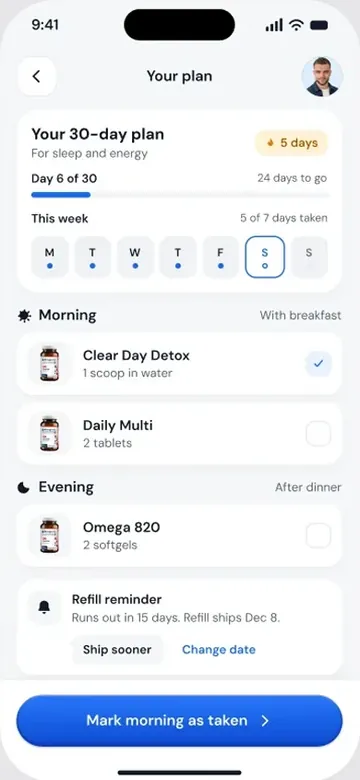 9:41
Your plan
Your 30-day plan
5 days
For sleep and energy
Day 6 of 30
24 days to go
This week
5 of 7 days taken
M T W T F S S
Morning
With breakfast
Clear Day Detox
1 scoop in water
Daily Multi
2 tablets
Evening
After dinner
Omega 820
2 softgels
Refill reminder
Runs out in 15 days. Refill ships Dec 8.
Ship sooner
Change date
Mark morning as taken